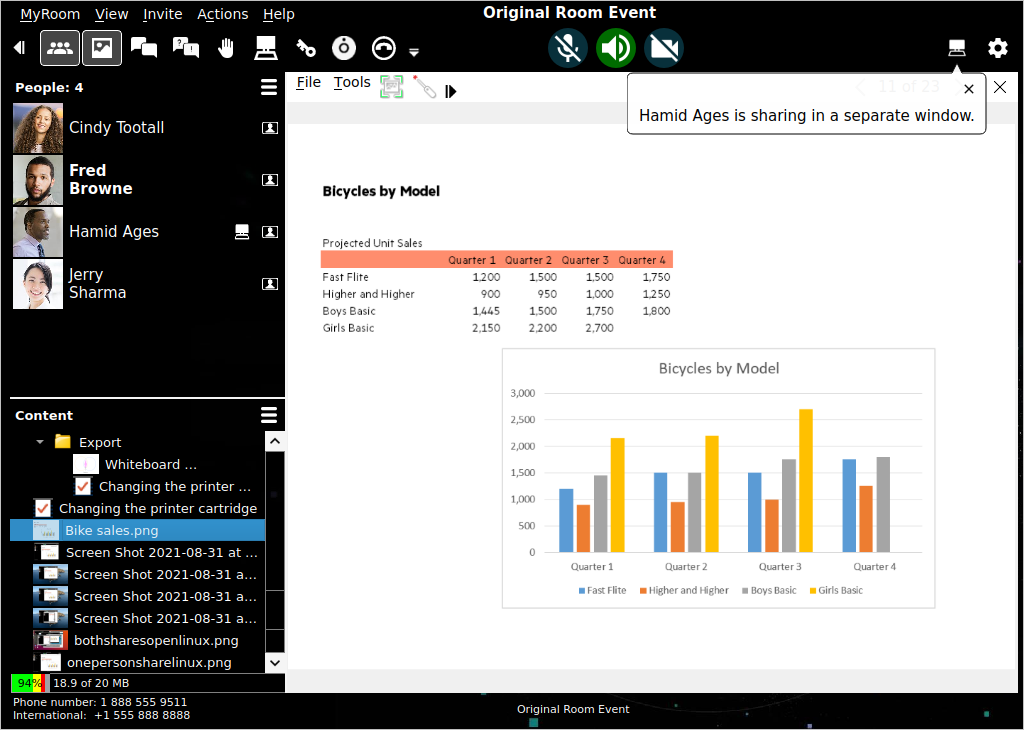 Original Room Event
MyRoom View Invite Actions Help
People: 4
Cindy Tootall
Fred
Browne
Hamid Ages
Jerry
Sharma
Content
Export
Whiteboard ...
Changing the printer ...
Changing the printer cartridge
Bike sales.png
Screen Shot 2021-08-31 at ...
Screen Shot 2021-08-31 a...
Screen Shot 2021-08-31 a...
Screen Shot 2021-08-31 a...
bothsharesopenlinux.png
onepersonsharelinux.png
94% 18.9 of 20 MB
Phone number: 1 888 555 9511
International: +1 555 888 8888
File Tools
11 of 23
Hamid Ages is sharing in a separate window.
Bicycles by Model
Projected Unit Sales
Quarter 1 Quarter 2 Quarter 3 Quarter 4
Fast Flite 1,200 1,500 1,500 1,750
Higher and Higher 900 950 1,000 1,250
Boys Basic 1,445 1,500 1,750 1,800
Girls Basic 2,150 2,200 2,700
Bicycles by Model
3,000
2,500
2,000
1,500
1,000
500
0
Quarter 1 Quarter 2 Quarter 3 Quarter 4
Fast Flite Higher and Higher Boys Basic Girls Basic
Original Room Event